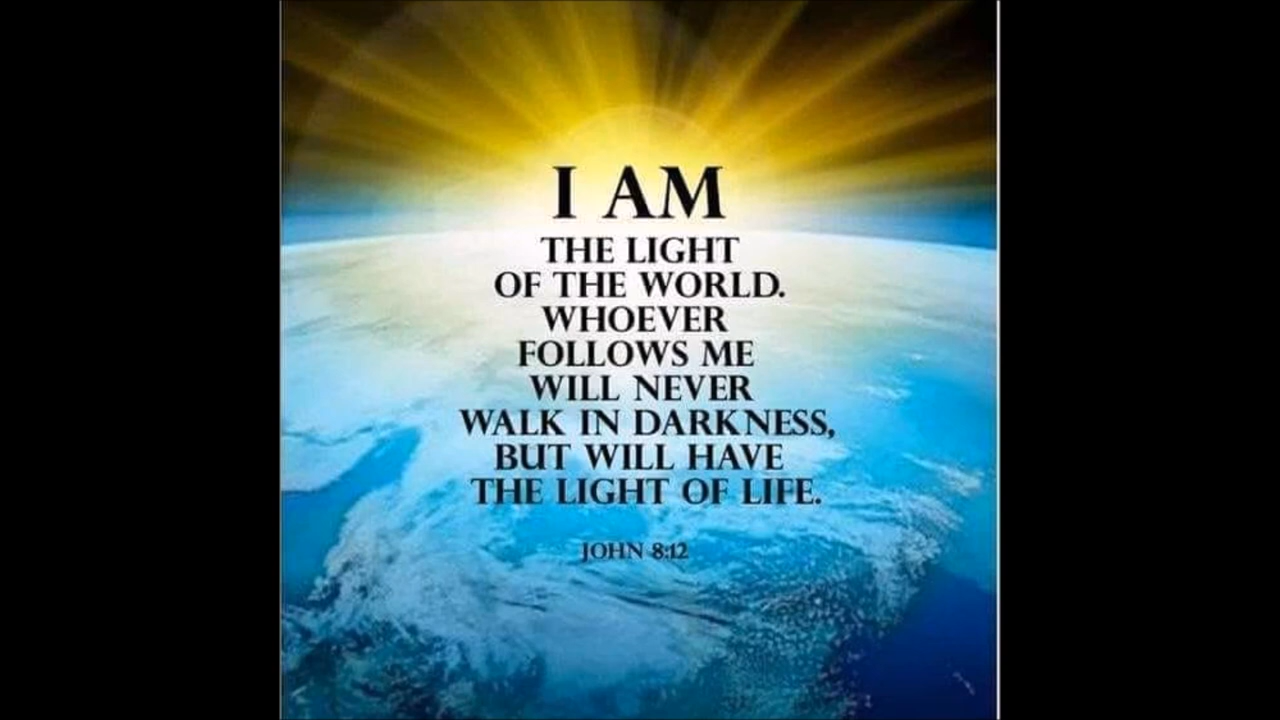 I AM
THE LIGHT
OF THE WORLD.
WHOEVER
FOLLOWS ME
WILL NEVER
WALK IN DARKNESS,
BUT WILL HAVE
THE LIGHT OF LIFE.
JOHN 8:12